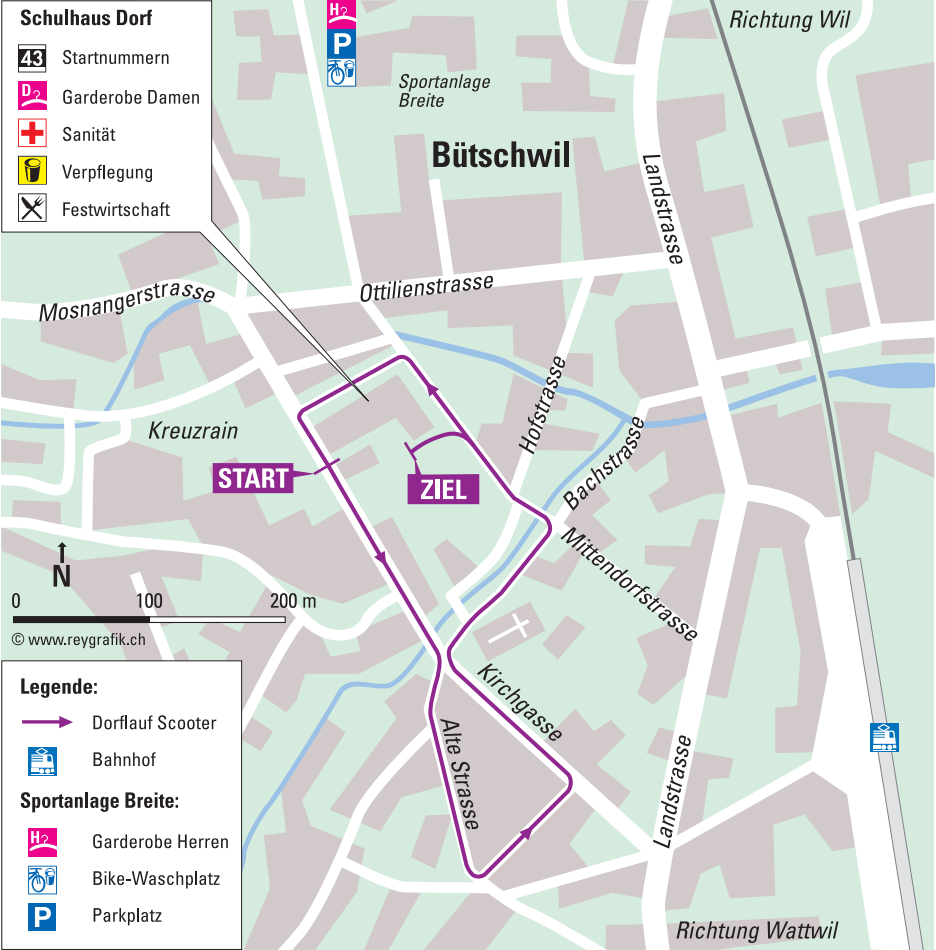 Schulhaus Dorf
43 Startnummern
D Garderobe Damen
Sanität
Verpflegung
Festwirtschaft
H
P
Sportanlage
Breite
Richtung Wil
Bütschwil
Landstrasse
Mosnangerstrasse
Ottilienstrasse
Hofstrasse
Kreuzrain
START
ZIEL
Bachstrasse
Mittendorfstrasse
N
0 100 200 m
© www.reygrafik.ch
Kirchgasse
Alte Strasse
Landstrasse
Richtung Wattwil
Legende:
Dorflauf Scooter
Bahnhof
Sportanlage Breite:
H Garderobe Herren
Bike-Waschplatz
P Parkplatz